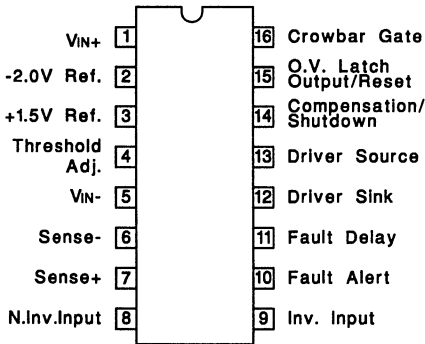 VIN+ 1 16 Crowbar Gate
-2.0V Ref. 2 15 O.V. Latch
Output/Reset
+1.5V Ref. 3 14 Compensation/
Shutdown
Threshold
Adj. 4 13 Driver Source
VIN- 5 12 Driver Sink
Sense- 6 11 Fault Delay
Sense+ 7 10 Fault Alert
N.Inv.Input 8 9 Inv. Input